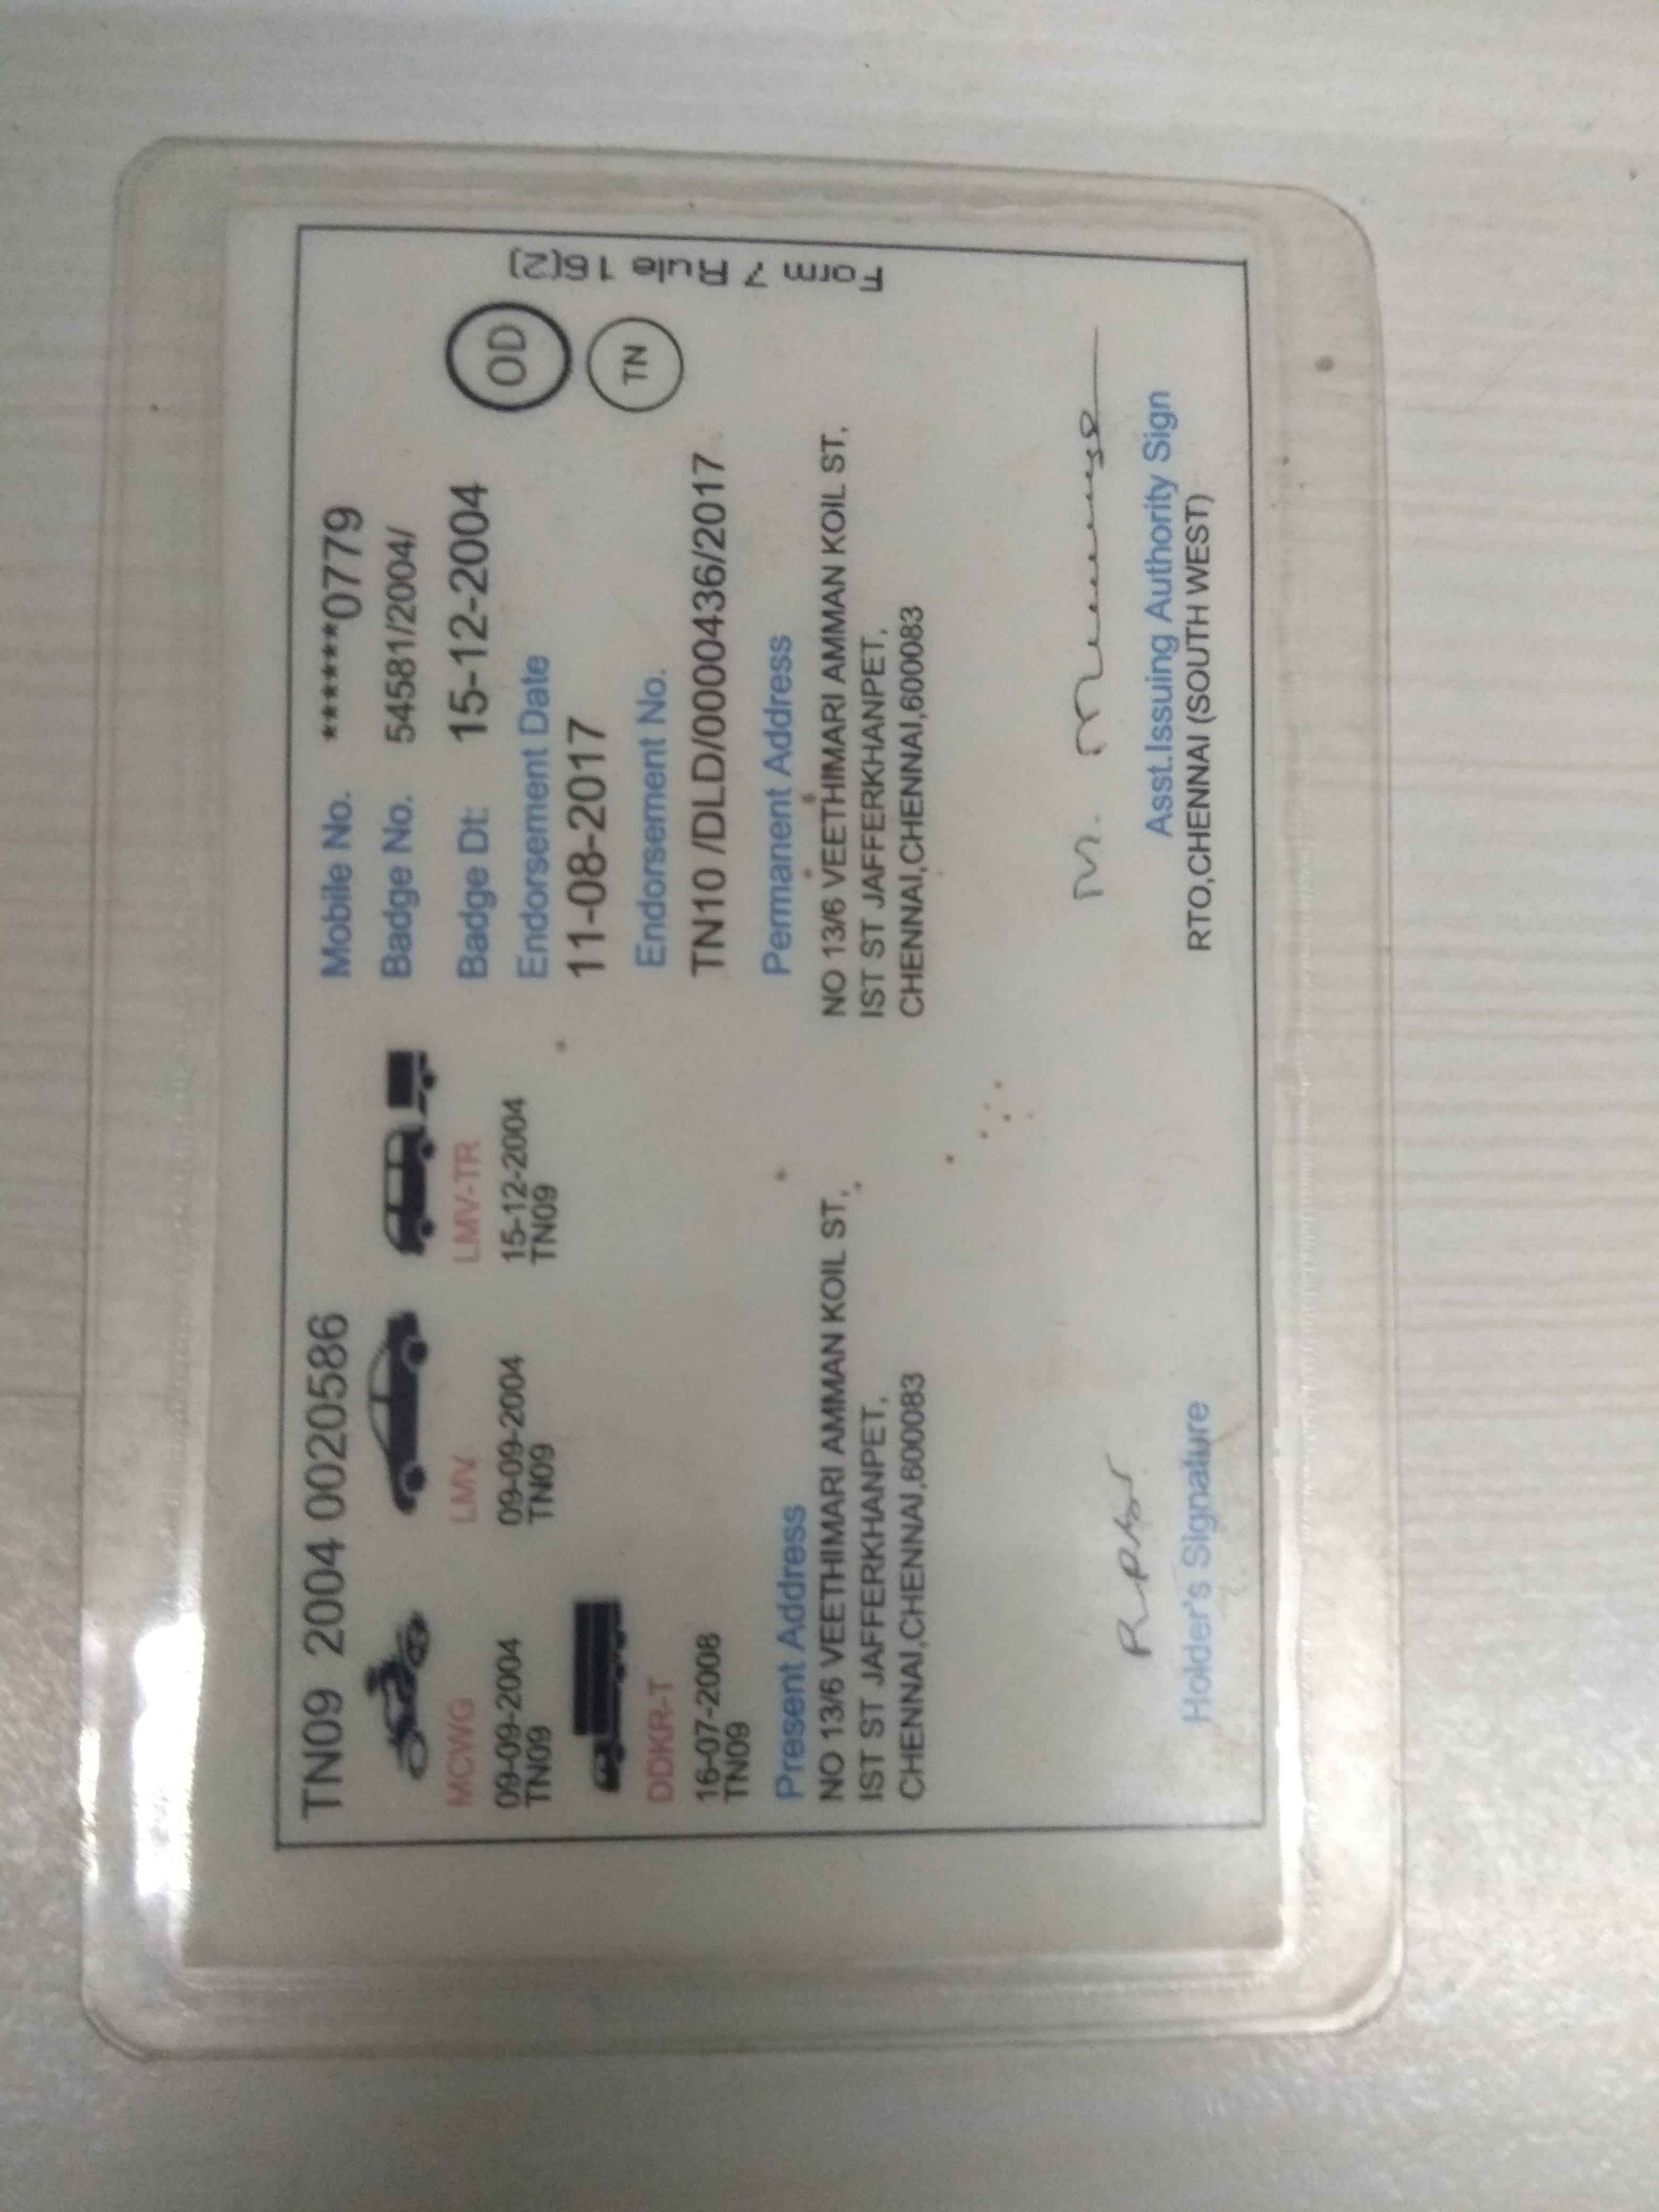 TN09 2004 0020586
MCWG
09-09-2004
TN09
LMV
09-09-2004
TN09
LMV-TR
15-12-2004
TN09
DDKR-T
16-07-2008
TN09
Mobile No. ******0779
Badge No. 54581/2004/
Badge Dt: 15-12-2004
Endorsement Date
11-08-2017
Endorsement No.
TN10 /DLD/0000436/2017
OD
TN
Form 7 Rule 16(2)
Present Address
NO 13/6 VEETHIMARI AMMAN KOIL ST,
IST ST JAFFERKHANPET,
CHENNAI,CHENNAI,600083
Permanent Address
NO 13/6 VEETHIMARI AMMAN KOIL ST,
IST ST JAFFERKHANPET,
CHENNAI,CHENNAI,600083
Holder's Signature
Asst.Issuing Authority Sign
RTO,CHENNAI (SOUTH WEST)